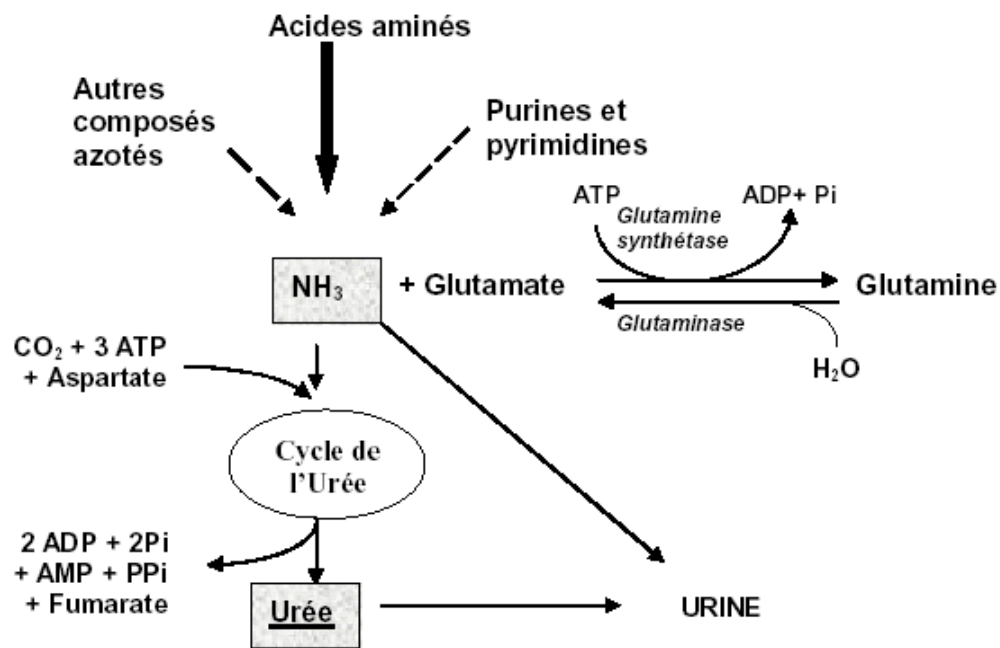 Acides aminés
Autres
composés
azotés
Purines et
pyrimidines
ATP
ADP+ Pi
Glutamine
synthétase
NH₃
+ Glutamate
Glutamine
Glutaminase
H₂O
CO₂ + 3 ATP
+ Aspartate
Cycle de
l'Urée
2 ADP + 2Pi
+ AMP + PPi
+ Fumarate
Urée
URINE